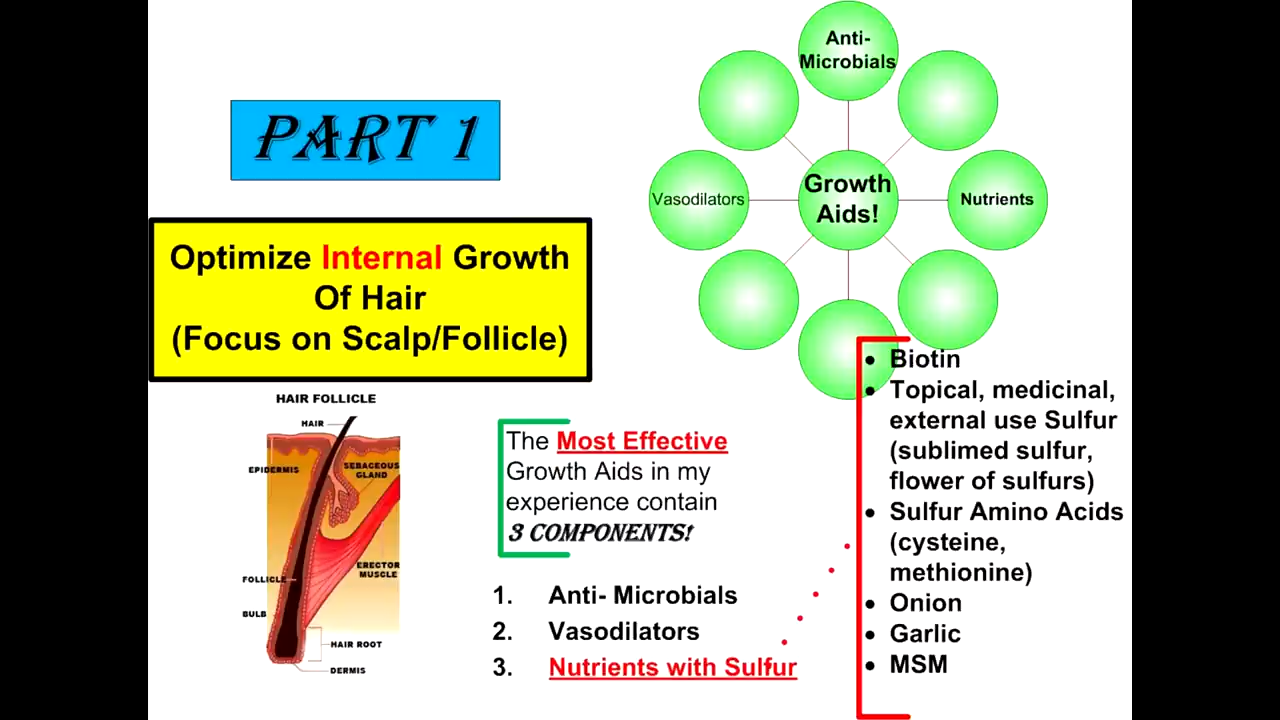 PART 1
Optimize Internal Growth
Of Hair
(Focus on Scalp/Follicle)
Anti-
Microbials
Vasodilators
Growth
Aids!
Nutrients
HAIR FOLLICLE
HAIR
EPIDERMIS
SEBACEOUS
GLAND
ERECTOR
MUSCLE
FOLLICLE
BULB
HAIR ROOT
DERMIS
The Most Effective
Growth Aids in my
experience contain
3 COMPONENTS!
1. Anti- Microbials
2. Vasodilators
3. Nutrients with Sulfur
• Biotin
• Topical, medicinal,
external use Sulfur
(sublimed sulfur,
flower of sulfurs)
• Sulfur Amino Acids
(cysteine,
methionine)
• Onion
• Garlic
• MSM